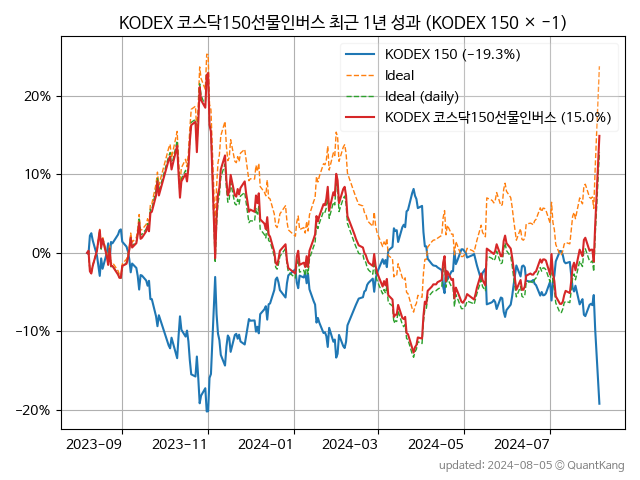 KODEX 코스닥150선물인버스 최근 1년 성과 (KODEX 150 × −1)
KODEX 150 (−19.3%)
Ideal
Ideal (daily)
KODEX 코스닥150선물인버스 (15.0%)
20%
10%
0%
−10%
−20%
2023-09 2023-11 2024-01 2024-03 2024-05 2024-07
updated: 2024-08-05 © QuantKang